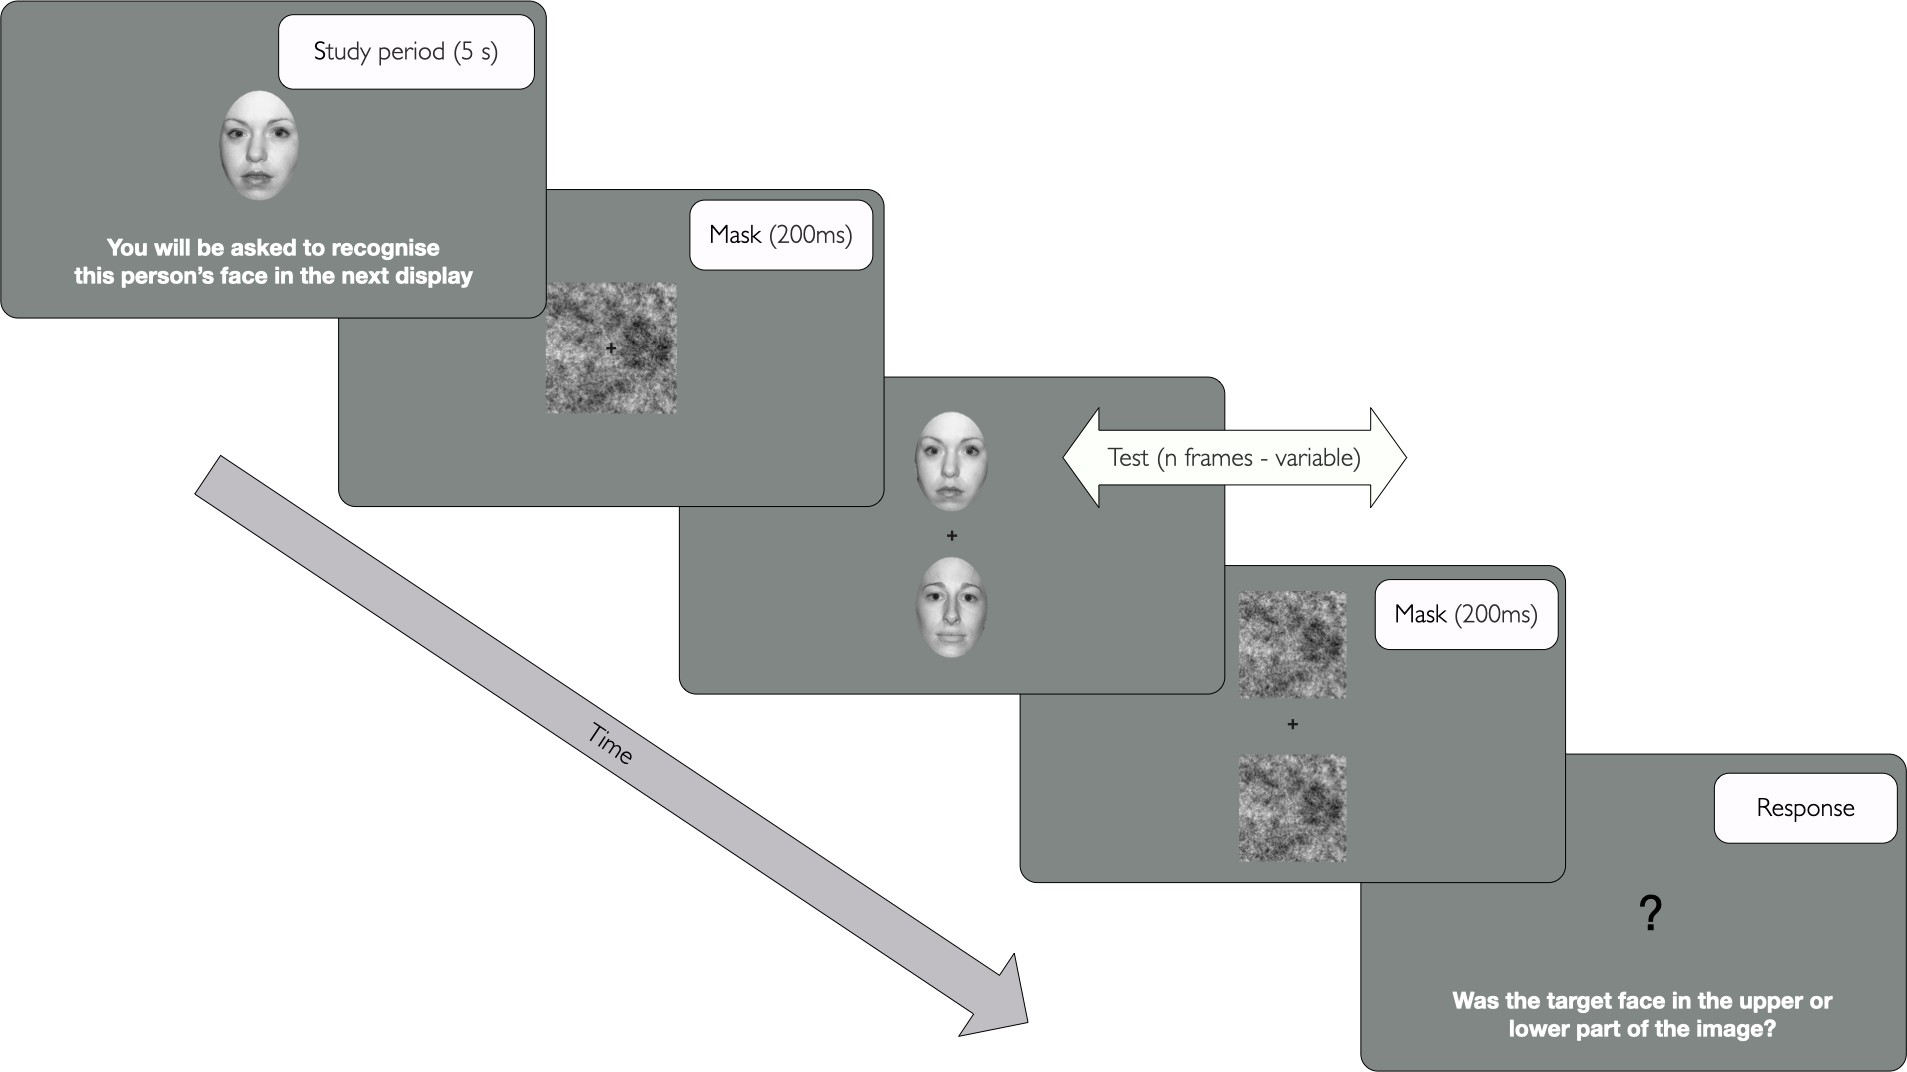 Study period (5 s)
You will be asked to recognise
this person's face in the next display
Mask (200ms)
+
Test (n frames - variable)
+
Mask (200ms)
+
Time
Response
?
Was the target face in the upper or
lower part of the image?